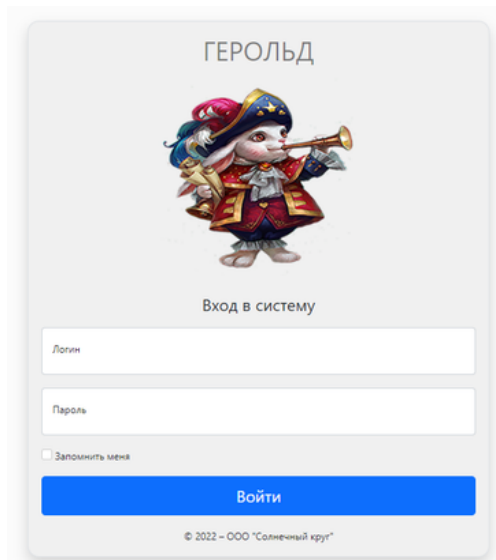 ГЕРОЛЬД
Вход в систему
Логин
Пароль
Запомнить меня
Войти
© 2022 – ООО "Солнечный круг"